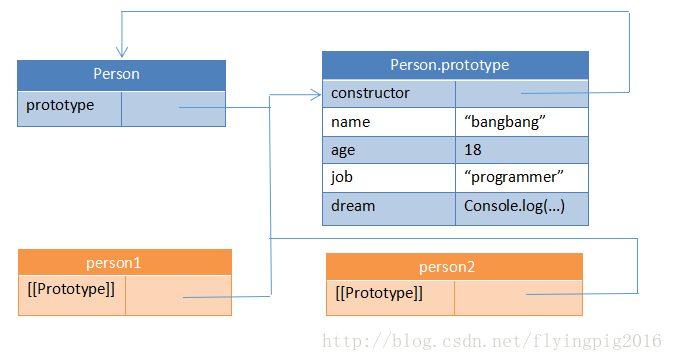 Person
prototype
Person.prototype
constructor
name “bangbang”
age 18
job “programmer”
dream Console.log(...)
person1
[[Prototype]]
person2
[[Prototype]]
http://blog.csdn.net/flyingpig2016